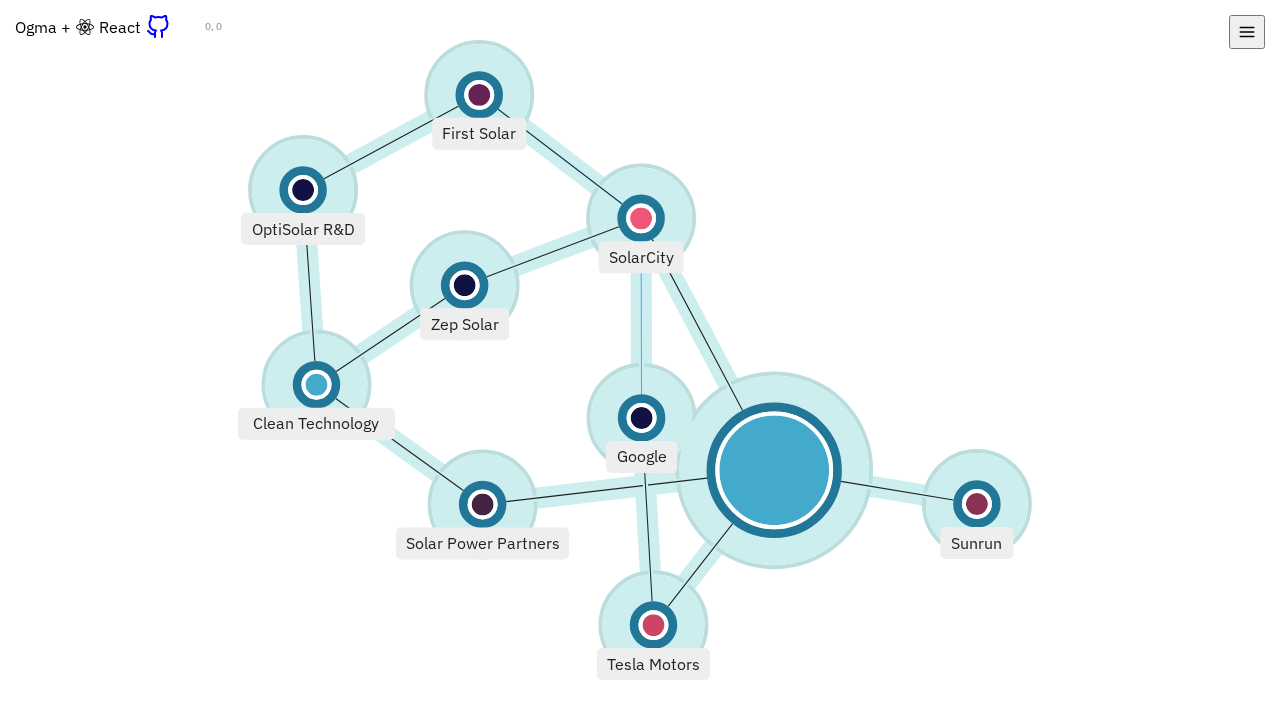 Ogma + React
0, 0
First Solar
OptiSolar R&D
SolarCity
Zep Solar
Clean Technology
Google
Solar Power Partners
Sunrun
Tesla Motors